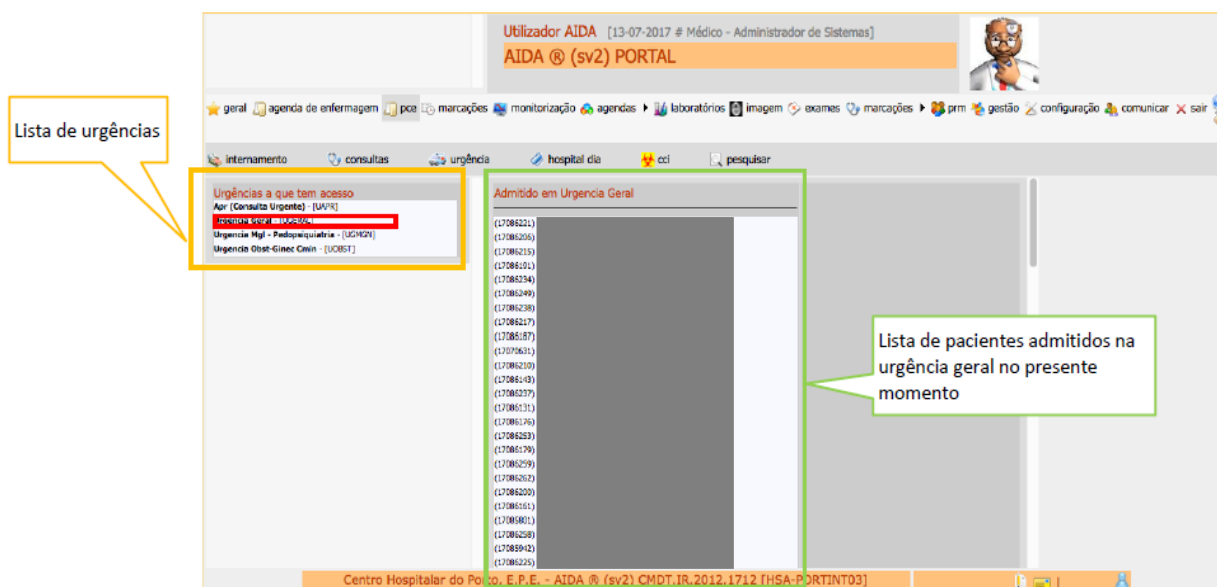 Utilizador AIDA [13-07-2017 # Médico - Administrador de Sistemas]
AIDA ® (sv2) PORTAL
geral agenda de enfermagem pce marcações monitorização agendas laboratórios imagem exames marcações prm gestão configuração comunicar sair
Lista de urgências
internamento consultas urgência hospital dia cci pesquisar
Urgências a que tem acesso
Apr (Consulta Urgente) - [UAPR]
Urgencia Geral - [UGERAL]
Urgencia Mgl - Pedopsiquiatria - [UGMGN]
Urgencia Obst-Ginec Cmin - [UOBST]
Admitido em Urgencia Geral
(17086221)
(17086206)
(17086215)
(17086191)
(17086234)
(17086249)
(17086238)
(17086217)
(17086187)
(17070631)
(17086210)
(17086143)
(17086237)
(17086131)
(17086176)
(17086253)
(17086179)
(17086259)
(17086262)
(17086200)
(17086161)
(17085801)
(17086258)
(17085942)
(17086225)
Lista de pacientes admitidos na
urgência geral no presente
momento
Centro Hospitalar do Porto, E.P.E. - AIDA ® (sv2) CMDT.IR.2012.1712 [HSA-PORTINT03]